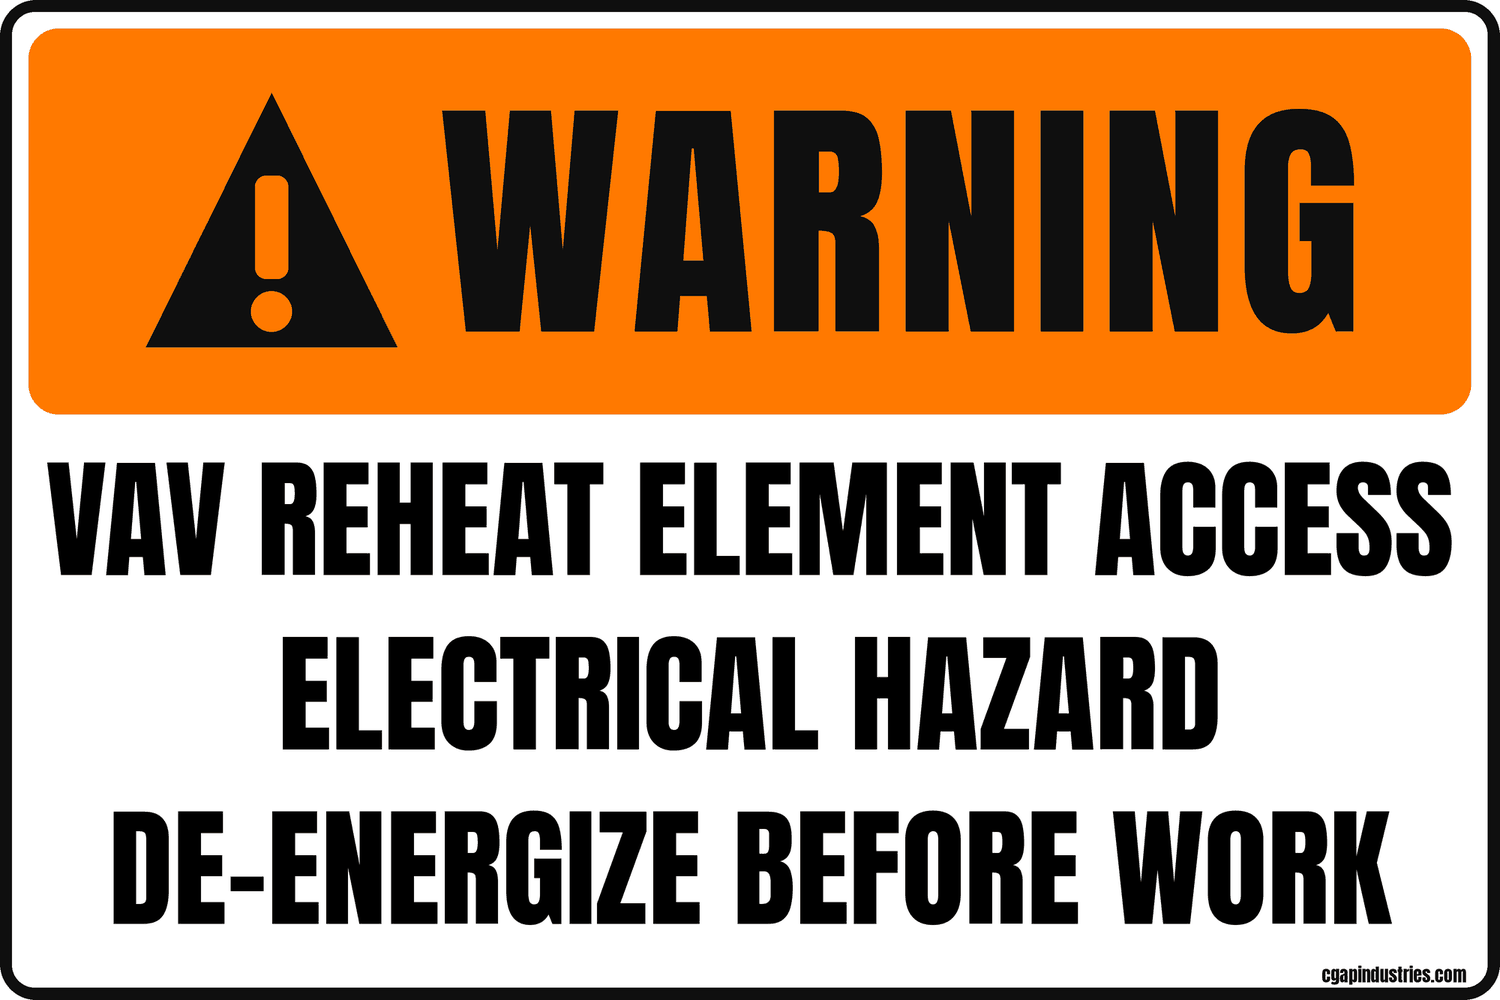 WARNING
VAV REHEAT ELEMENT ACCESS
ELECTRICAL HAZARD
DE-ENERGIZE BEFORE WORK
cgapindustries.com